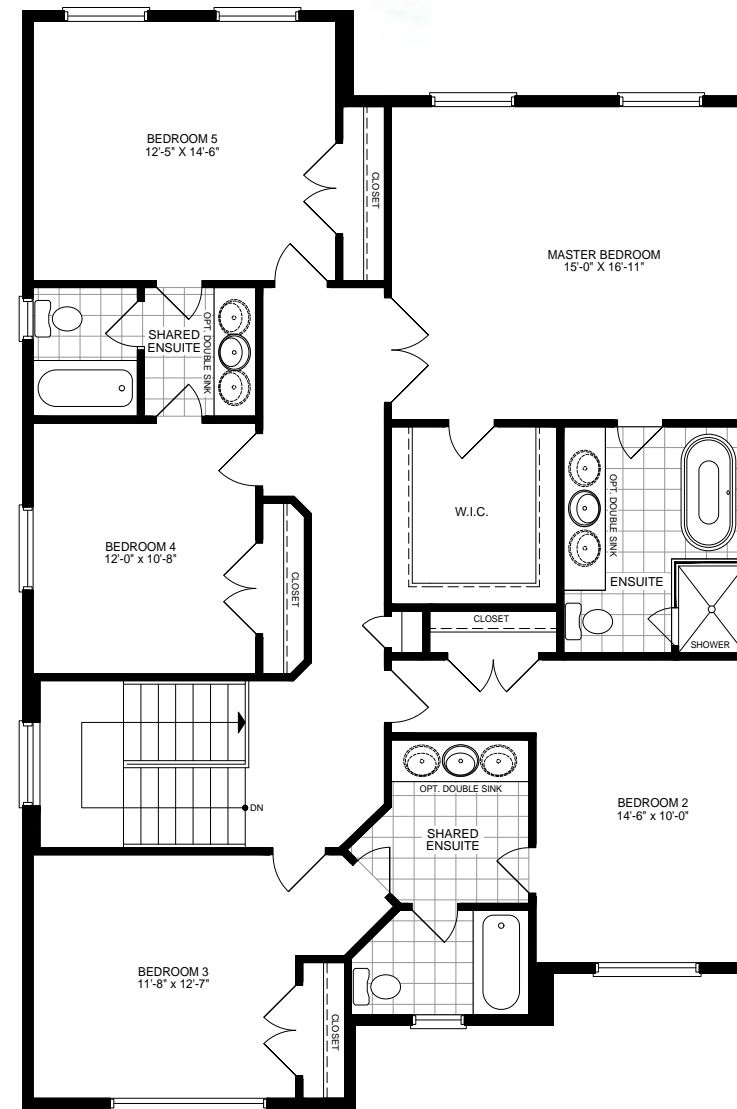 BEDROOM 5
12'-5" X 14'-6"
CLOSET
MASTER BEDROOM
15'-0" X 16'-11"
SHARED
ENSUITE
OPT. DOUBLE SINK
BEDROOM 4
12'-0" x 10'-8"
CLOSET
W.I.C.
OPT. DOUBLE SINK
ENSUITE
SHOWER
CLOSET
DN
OPT. DOUBLE SINK
SHARED
ENSUITE
BEDROOM 2
14'-6" x 10'-0"
BEDROOM 3
11'-8" x 12'-7"
CLOSET